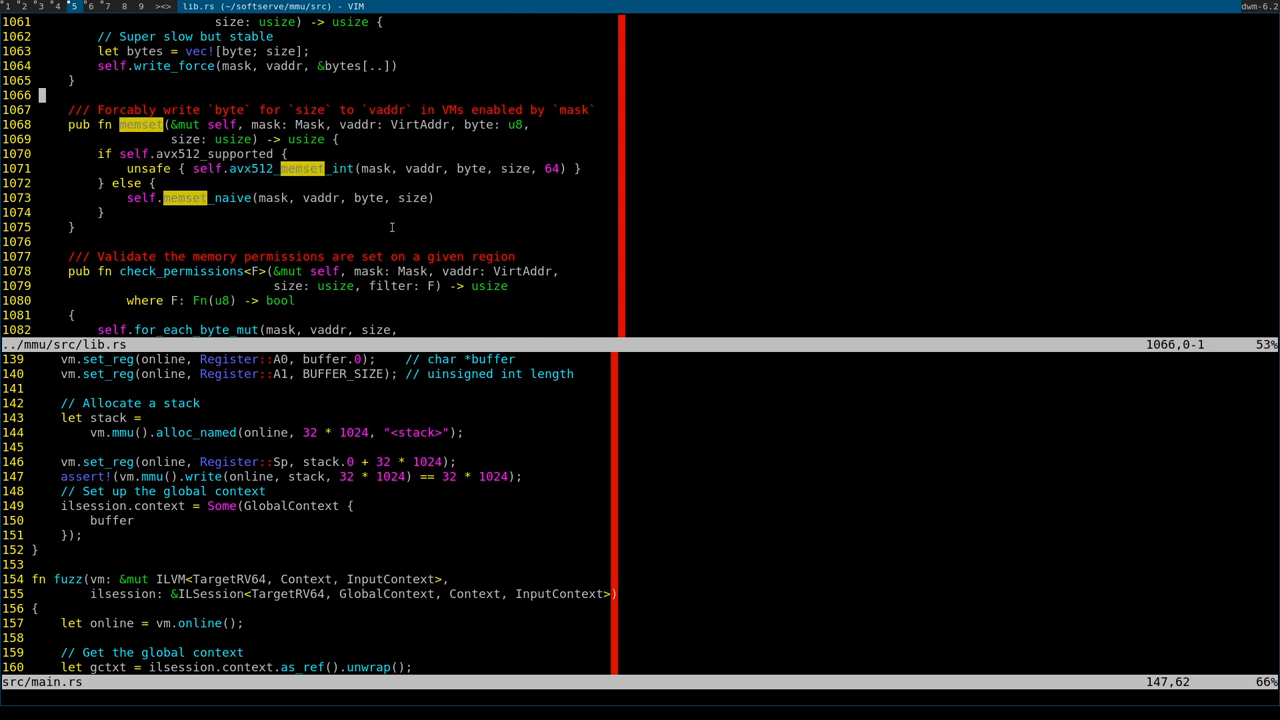 1 2 3 4 5 6 7 8 9 ><> lib.rs (~/softserve/mmu/src) - VIM dwm-6.2
1061                         size: usize) -> usize {
1062         // Super slow but stable
1063         let bytes = vec![byte; size];
1064         self.write_force(mask, vaddr, &bytes[..])
1065     }
1066
1067     /// Forcably write `byte` for `size` to `vaddr` in VMs enabled by `mask`
1068     pub fn memset(&mut self, mask: Mask, vaddr: VirtAddr, byte: u8,
1069                   size: usize) -> usize {
1070         if self.avx512_supported {
1071             unsafe { self.avx512_memset_int(mask, vaddr, byte, size, 64) }
1072         } else {
1073             self.memset_naive(mask, vaddr, byte, size)
1074         }
1075     }
1076
1077     /// Validate the memory permissions are set on a given region
1078     pub fn check_permissions<F>(&mut self, mask: Mask, vaddr: VirtAddr,
1079                                 size: usize, filter: F) -> usize
1080             where F: Fn(u8) -> bool
1081     {
1082         self.for_each_byte_mut(mask, vaddr, size,
../mmu/src/lib.rs 1066,0-1 53%
139     vm.set_reg(online, Register::A0, buffer.0);    // char *buffer
140     vm.set_reg(online, Register::A1, BUFFER_SIZE); // uinsigned int length
141
142     // Allocate a stack
143     let stack =
144         vm.mmu().alloc_named(online, 32 * 1024, "<stack>");
145
146     vm.set_reg(online, Register::Sp, stack.0 + 32 * 1024);
147     assert!(vm.mmu().write(online, stack, 32 * 1024) == 32 * 1024);
148     // Set up the global context
149     ilsession.context = Some(GlobalContext {
150         buffer
151     });
152 }
153
154 fn fuzz(vm: &mut ILVM<TargetRV64, Context, InputContext>,
155         ilsession: &ILSession<TargetRV64, GlobalContext, Context, InputContext>)
156 {
157     let online = vm.online();
158
159     // Get the global context
160     let gctxt = ilsession.context.as_ref().unwrap();
src/main.rs 147,62 66%